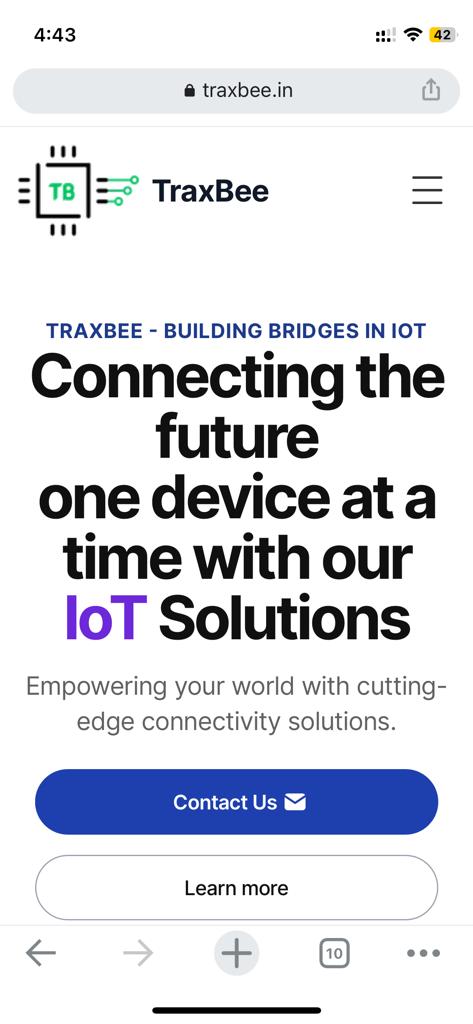 4:43
42
traxbee.in
TB
TraxBee
TRAXBEE - BUILDING BRIDGES IN IOT
Connecting the
future
one device at a
time with our
IoT Solutions
Empowering your world with cutting-
edge connectivity solutions.
Contact Us
Learn more
10